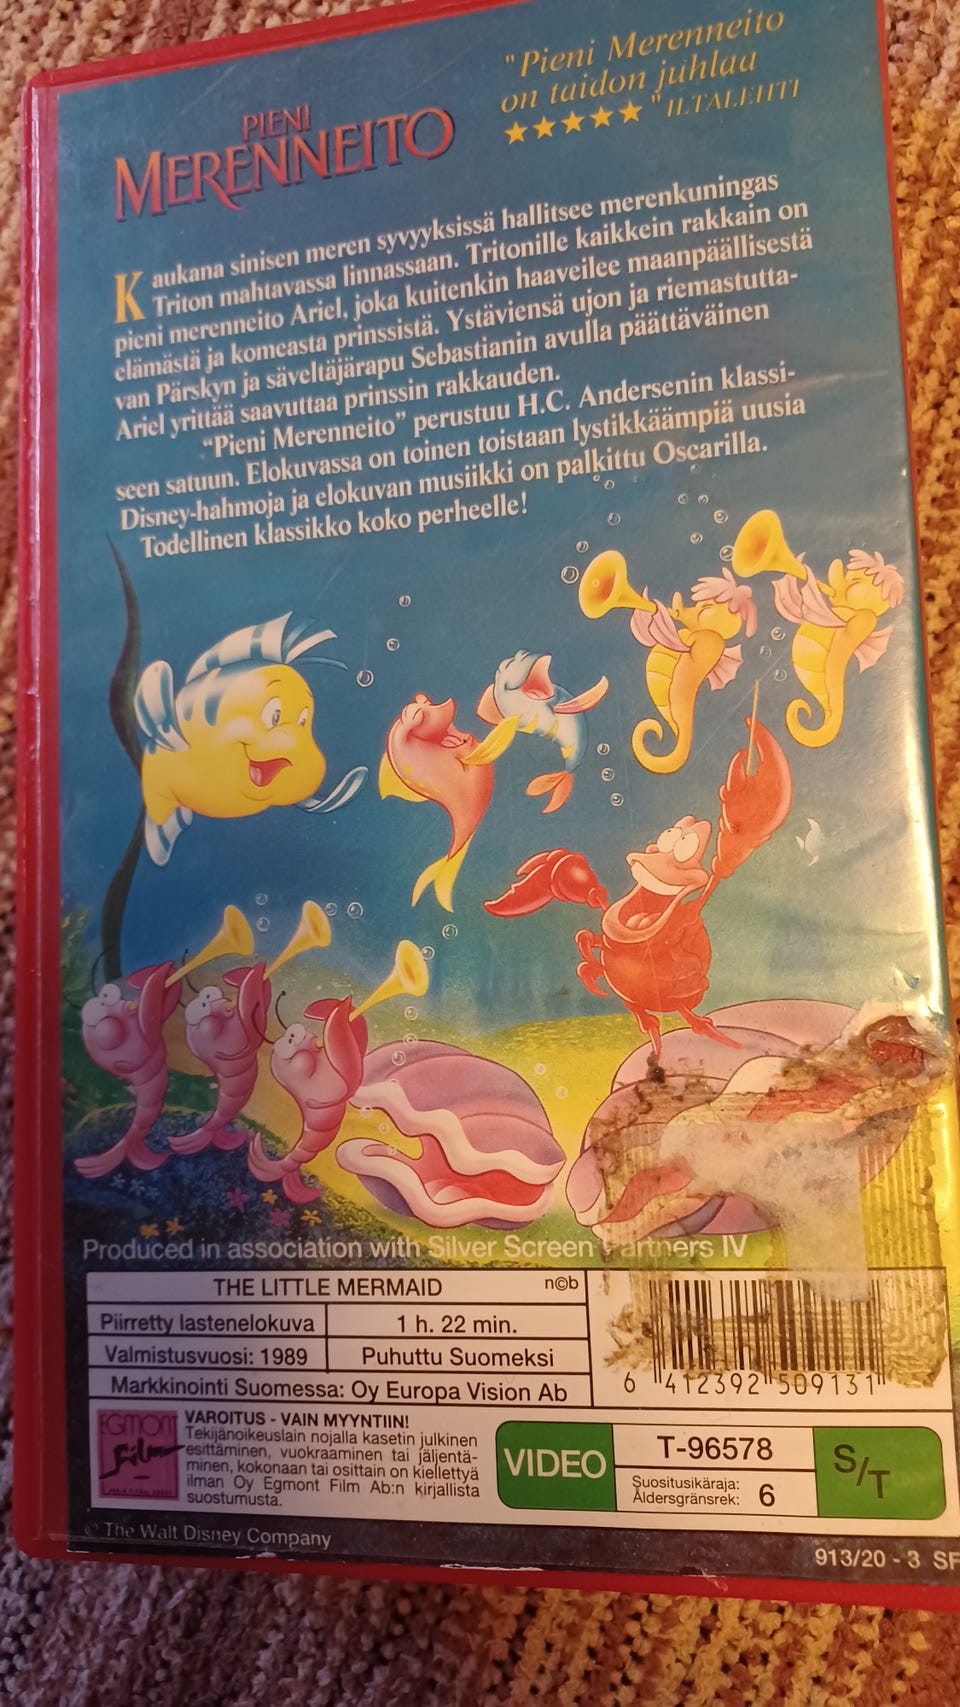 PIENI
MERENNEITO
"Pieni Merenneito
on taidon juhlaa
★★★★★" ILTALEHTI
Kaukana sinisen meren syvyyksissä hallitsee merenkuningas
Triton mahtavassa linnassaan. Tritonille kaikkein rakkain on
pieni merenneito Ariel, joka kuitenkin haaveilee maanpäällisestä
elämästä ja komeasta prinssistä. Ystäviensä ujon ja riemastutta-
van Pärskyn ja säveltäjärapu Sebastianin avulla päättäväinen
Ariel yrittää saavuttaa prinssin rakkauden.
"Pieni Merenneito" perustuu H.C. Andersenin klassi-
seen satuun. Elokuvassa on toinen toistaan lystikkäämpiä uusia
Disney-hahmoja ja elokuvan musiikki on palkittu Oscarilla.
Todellinen klassikko koko perheelle!
Produced in association with Silver Screen Partners IV
THE LITTLE MERMAID n©b
Piirretty lastenelokuva 1 h. 22 min.
Valmistusvuosi: 1989 Puhuttu Suomeksi
Markkinointi Suomessa: Oy Europa Vision Ab
6 412392 509131
EGMONT
Film
VAROITUS - VAIN MYYNTIIN!
Tekijänoikeuslain nojalla kasetin julkinen
esittäminen, vuokraaminen tai jäljentä-
minen, kokonaan tai osittain on kiellettyä
ilman Oy Egmont Film Ab:n kirjallista
suostumusta.
VIDEO
T-96578
Suositusikäraja:
Åldersgränsrek: 6
S/T
© The Walt Disney Company
913/20 - 3 SF